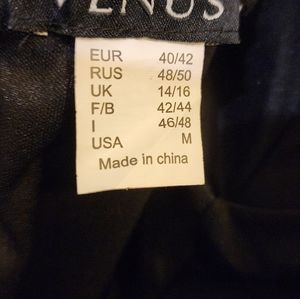 VENUS
EUR 40/42
RUS 48/50
UK 14/16
F/B 42/44
I 46/48
USA M
Made in china